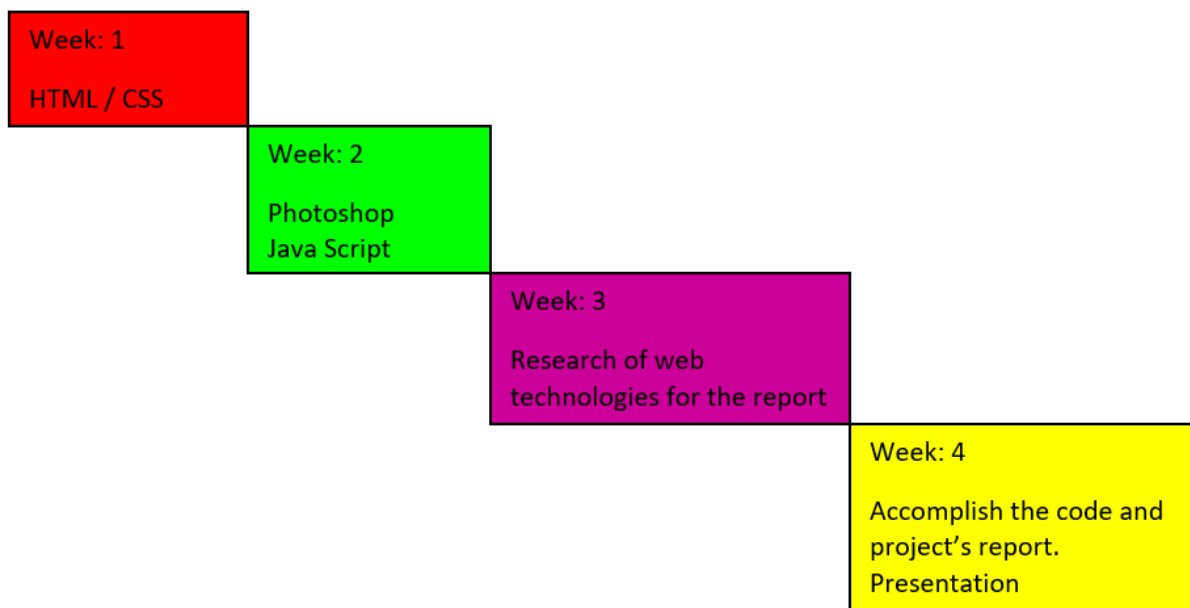 Week: 1
HTML / CSS
Week: 2
Photoshop
Java Script
Week: 3
Research of web
technologies for the report
Week: 4
Accomplish the code and
project’s report.
Presentation